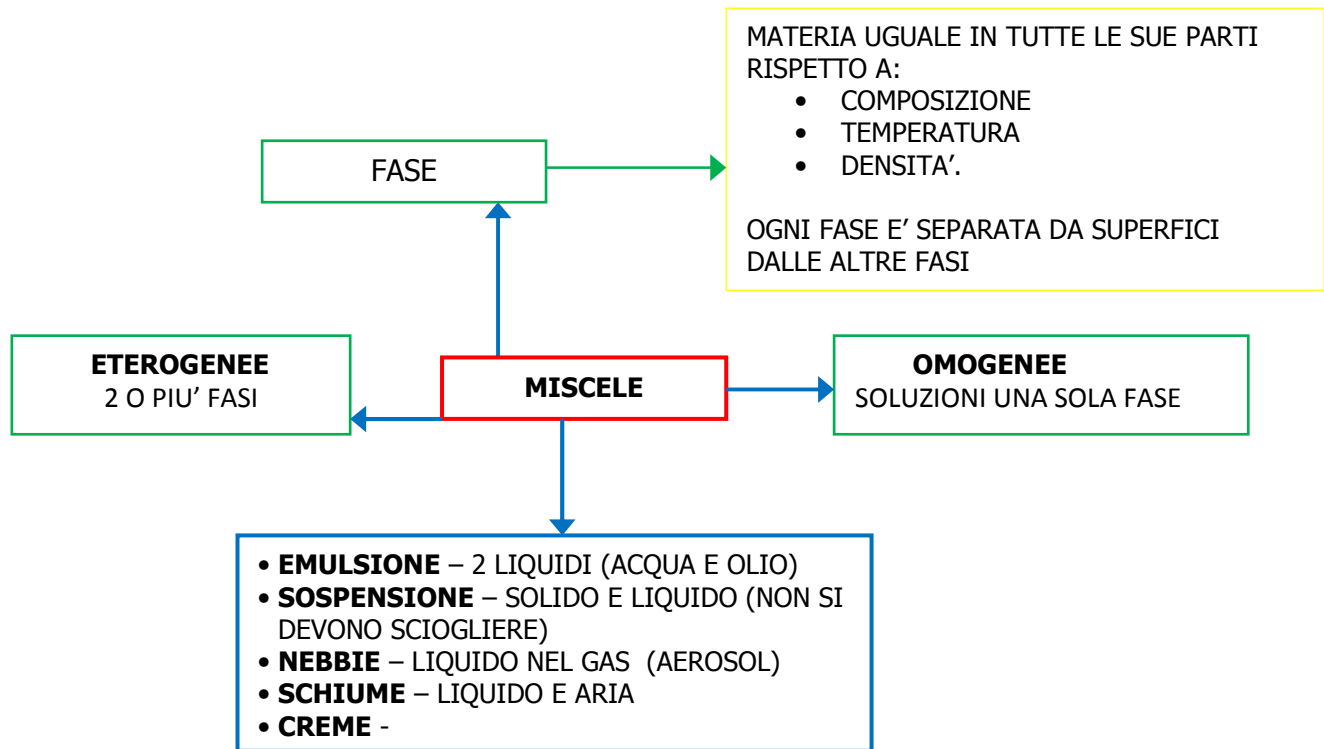 MATERIA UGUALE IN TUTTE LE SUE PARTI
RISPETTO A:
• COMPOSIZIONE
• TEMPERATURA
• DENSITA’.
OGNI FASE E’ SEPARATA DA SUPERFICI
DALLE ALTRE FASI
FASE
ETEROGENEE
2 O PIU’ FASI
MISCELE
OMOGENEE
SOLUZIONI UNA SOLA FASE
• EMULSIONE – 2 LIQUIDI (ACQUA E OLIO)
• SOSPENSIONE – SOLIDO E LIQUIDO (NON SI
DEVONO SCIOGLIERE)
• NEBBIE – LIQUIDO NEL GAS (AEROSOL)
• SCHIUME – LIQUIDO E ARIA
• CREME -